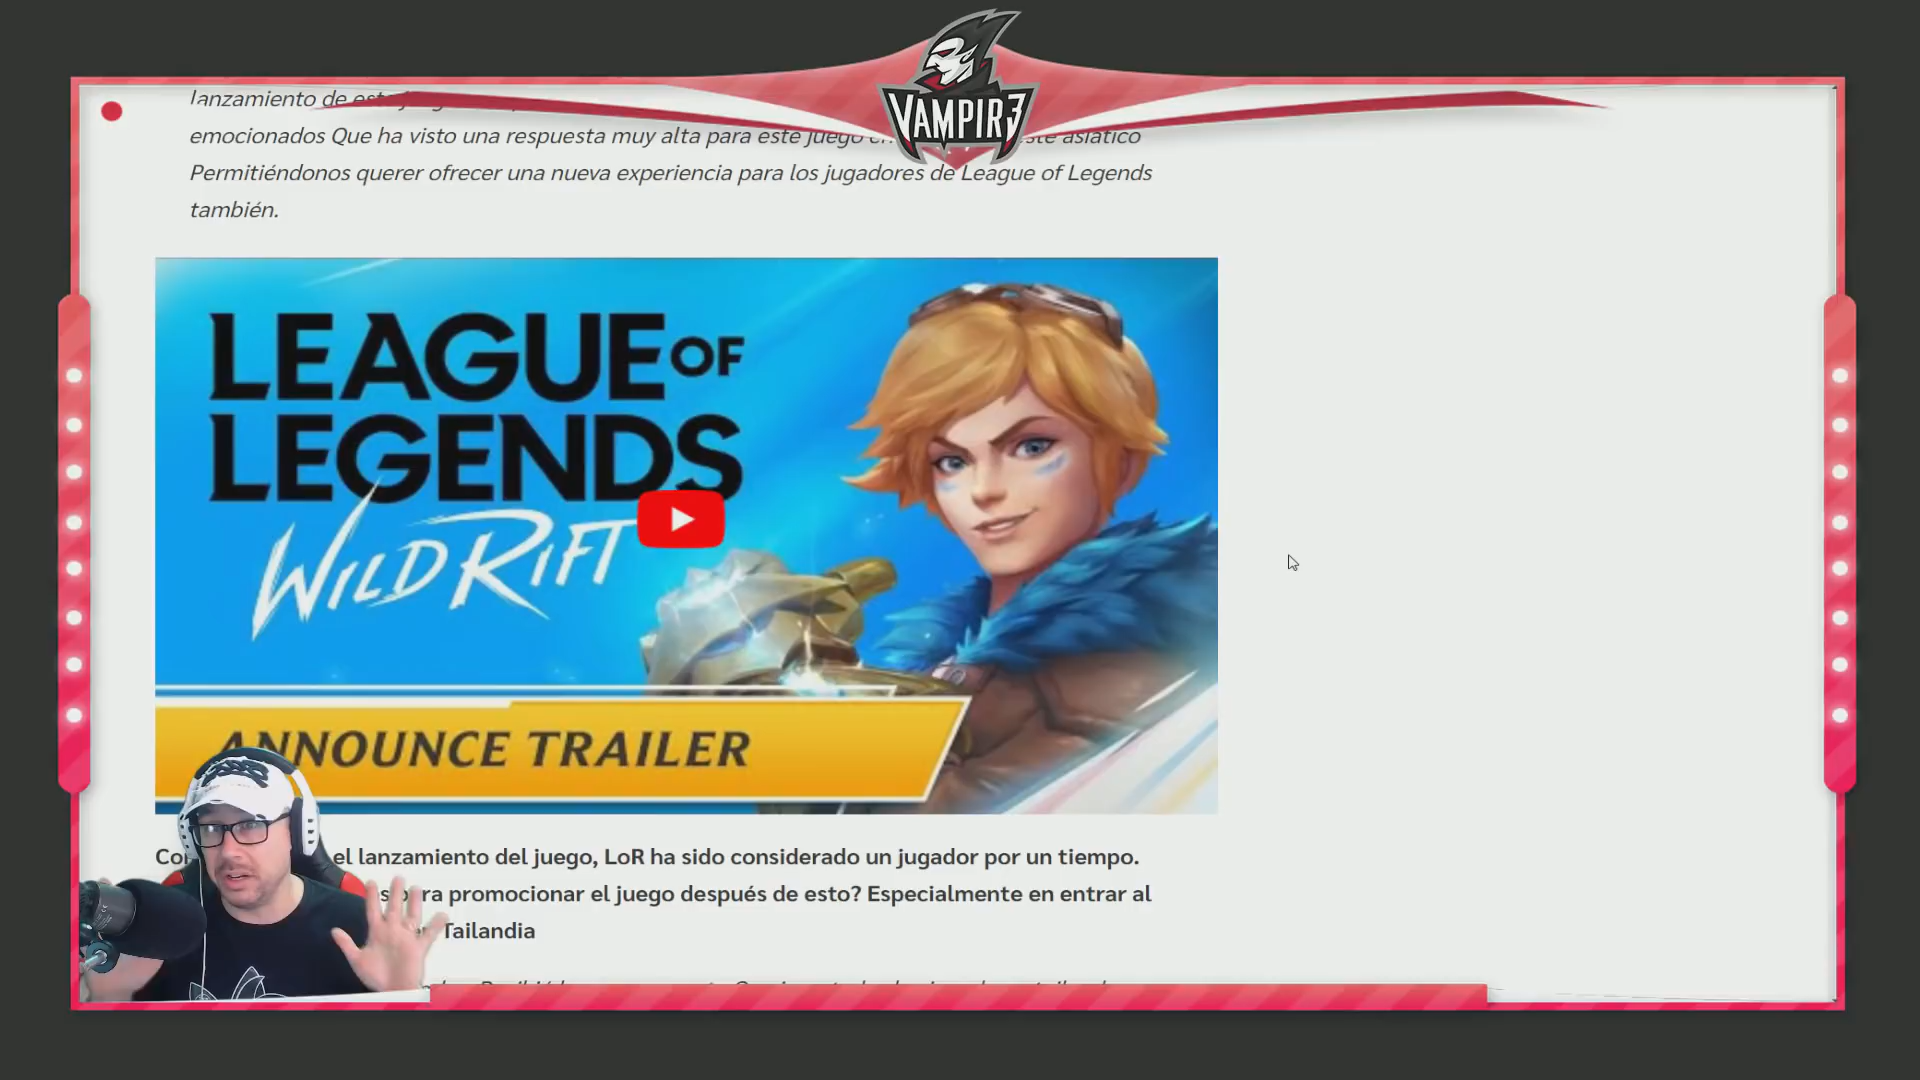 lanzamiento de este
VAMPIR3
emocionados Que ha visto una respuesta muy alta para este juego asiático
Permitiéndonos querer ofrecer una nueva experiencia para los jugadores de League of Legends
también.
LEAGUE OF
LEGENDS
WILD RIFT
ANNOUNCE TRAILER
el lanzamiento del juego, LoR ha sido considerado un jugador por un tiempo.
para promocionar el juego después de esto? Especialmente en entrar al
en Tailandia